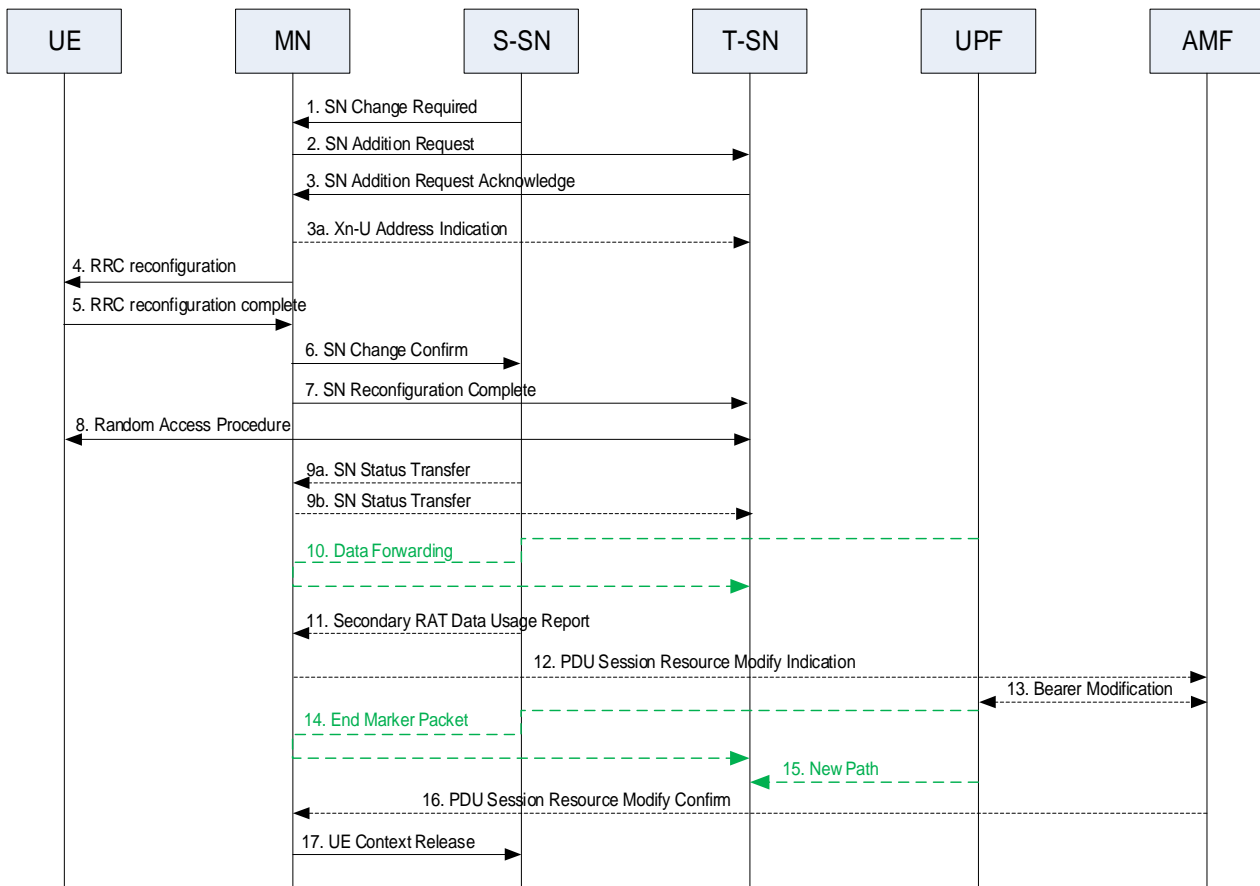 UE
MN
S-SN
T-SN
UPF
AMF
1. SN Change Required
2. SN Addition Request
3. SN Addition Request Acknowledge
3a. Xn-U Address Indication
4. RRC reconfiguration
5. RRC reconfiguration complete
6. SN Change Confirm
7. SN Reconfiguration Complete
8. Random Access Procedure
9a. SN Status Transfer
9b. SN Status Transfer
10. Data Forwarding
11. Secondary RAT Data Usage Report
12. PDU Session Resource Modify Indication
13. Bearer Modification
14. End Marker Packet
15. New Path
16. PDU Session Resource Modify Confirm
17. UE Context Release